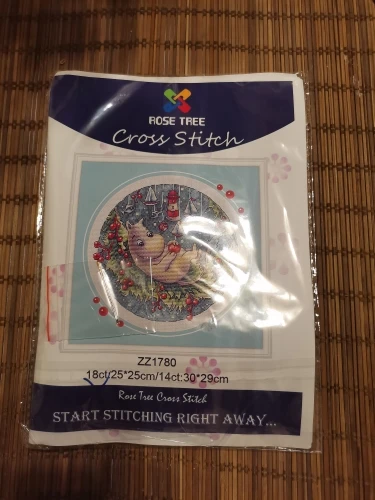 ROSE TREE
Cross Stitch
ZZ1780
18ct:25*25cm/14ct:30*29cm
Rose Tree Cross Stitch
START STITCHING RIGHT AWAY...